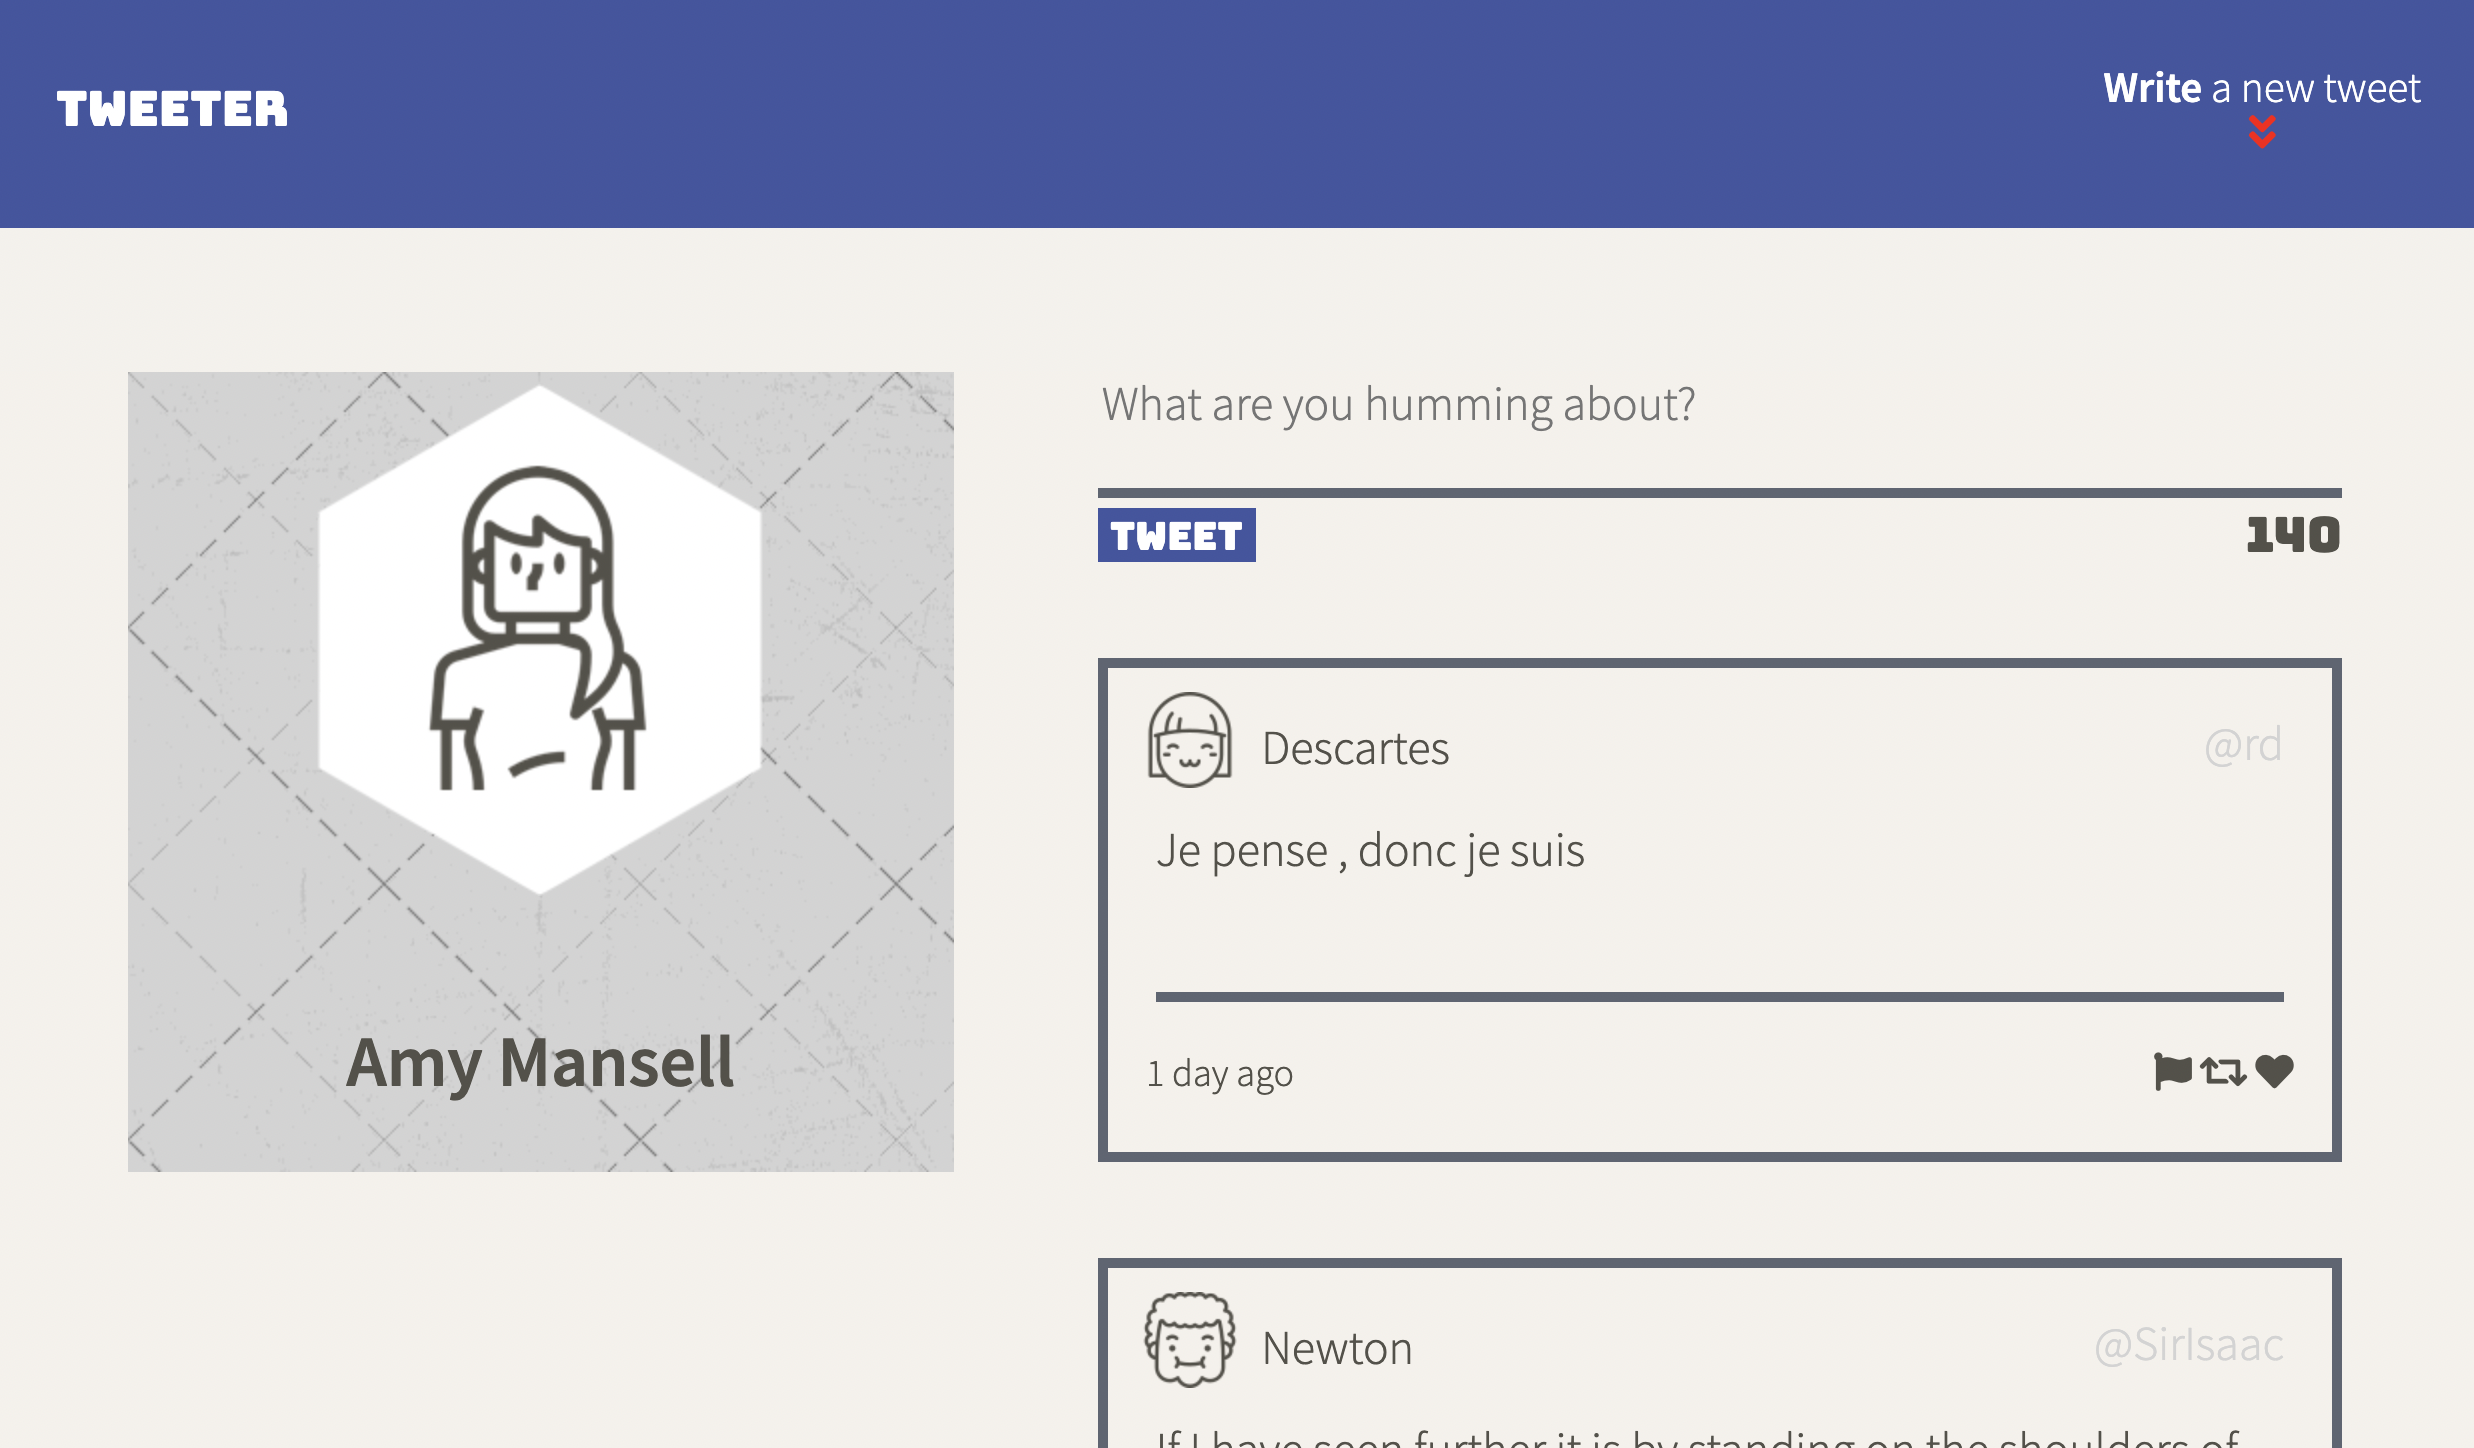 TWEETER
Write a new tweet
Amy Mansell
What are you humming about?
TWEET
140
Descartes
@rd
Je pense , donc je suis
1 day ago
Newton
@SirIsaac
If I have seen further it is by standing on the shoulders of